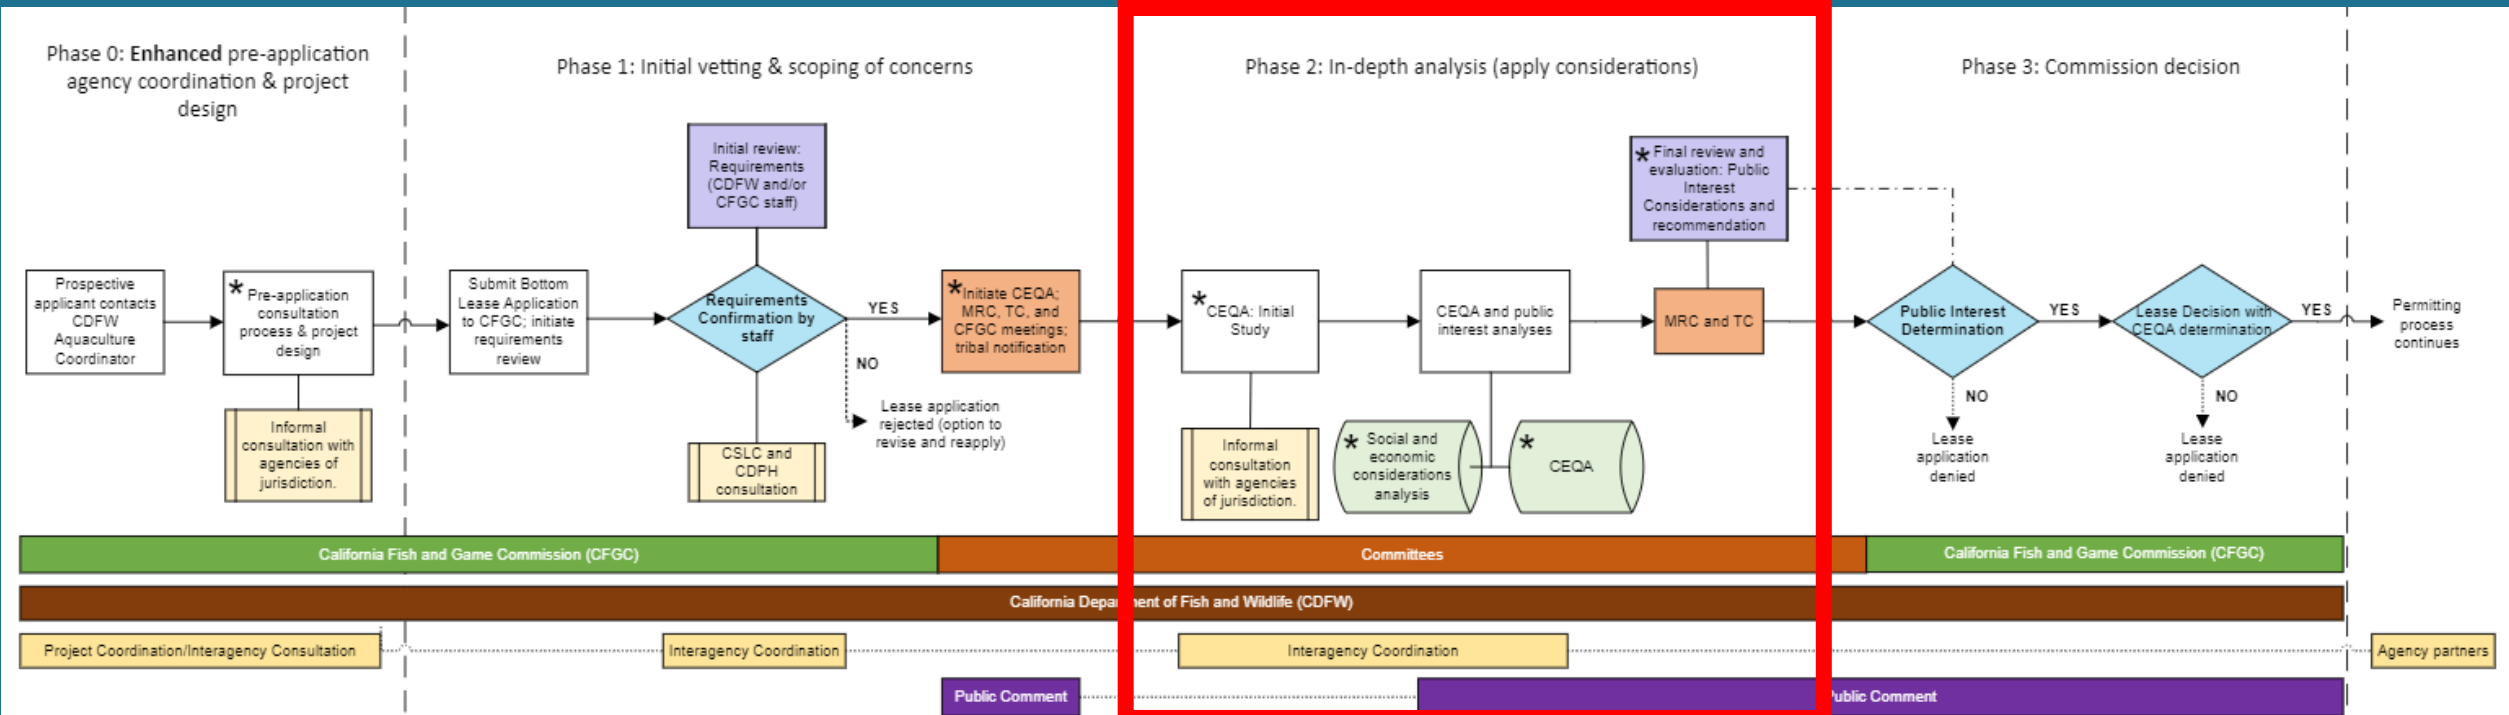 Phase 0: Enhanced pre-application
agency coordination & project
design
Phase 1: Initial vetting & scoping of concerns
Phase 2: In-depth analysis (apply considerations)
Phase 3: Commission decision
Prospective
applicant contacts
CDFW
Aquaculture
Coordinator
* Pre-application
consultation
process & project
design
Informal
consultation with
agencies of
jurisdiction.
Submit Bottom
Lease Application
to CFGC; initiate
requirements
review
Initial review:
Requirements
(CDFW and/or
CFGC staff)
Requirements
Confirmation by
staff
CSLC and
CDPH
consultation
YES
NO
Lease application
rejected (option to
revise and reapply)
*Initiate CEQA;
MRC, TC, and
CFGC meetings;
tribal notification
* CEQA: Initial
Study
Informal
consultation
with agencies
of jurisdiction.
CEQA and public
interest analyses
* Social and
economic
considerations
analysis
* CEQA
* Final review and
evaluation: Public
Interest
Considerations and
recommendation
MRC and TC
Public Interest
Determination
YES
NO
Lease
application
denied
Lease Decision with
CEQA determination
YES
NO
Lease
application
denied
Permitting
process
continues
California Fish and Game Commission (CFGC)
Committees
California Fish and Game Commission (CFGC)
California Department of Fish and Wildlife (CDFW)
Project Coordination/Interagency Consultation
Interagency Coordination
Interagency Coordination
Agency partners
Public Comment
Public Comment